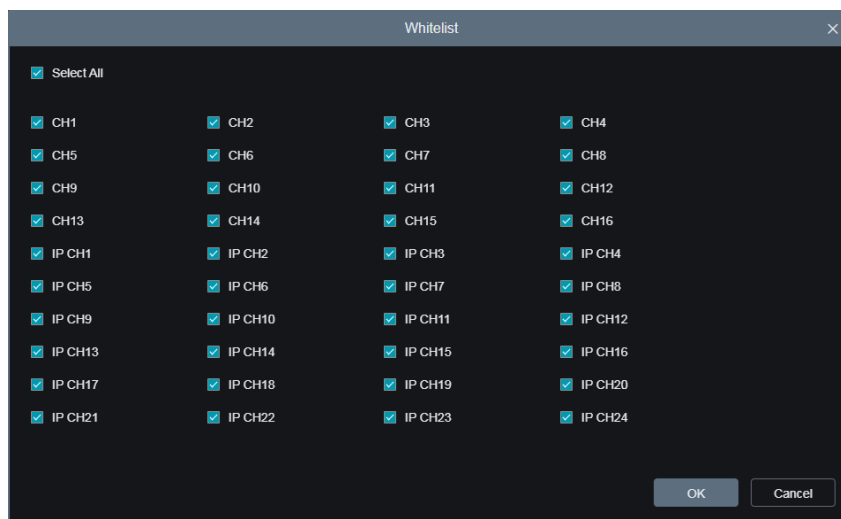 Whitelist
Select All
CH1 CH2 CH3 CH4
CH5 CH6 CH7 CH8
CH9 CH10 CH11 CH12
CH13 CH14 CH15 CH16
IP CH1 IP CH2 IP CH3 IP CH4
IP CH5 IP CH6 IP CH7 IP CH8
IP CH9 IP CH10 IP CH11 IP CH12
IP CH13 IP CH14 IP CH15 IP CH16
IP CH17 IP CH18 IP CH19 IP CH20
IP CH21 IP CH22 IP CH23 IP CH24
OK Cancel